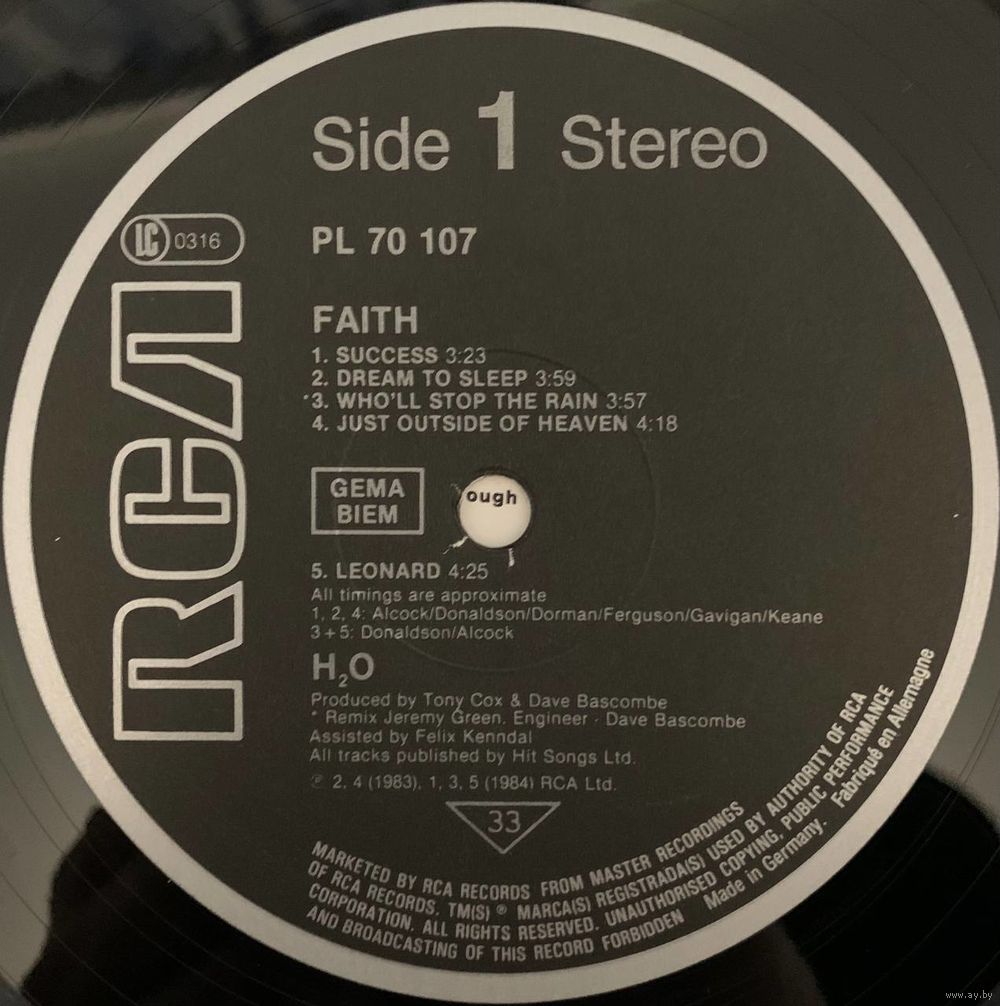 Side 1 Stereo
LC 0316
PL 70 107
RCA
FAITH
1. SUCCESS 3:23
2. DREAM TO SLEEP 3:59
*3. WHO'LL STOP THE RAIN 3:57
4. JUST OUTSIDE OF HEAVEN 4:18
GEMA
BIEM
ough
5. LEONARD 4:25
All timings are approximate
1, 2, 4: Alcock/Donaldson/Dorman/Ferguson/Gavigan/Keane
3+5: Donaldson/Alcock
H₂O
Produced by Tony Cox & Dave Bascombe
* Remix Jeremy Green. Engineer - Dave Bascombe
Assisted by Felix Kenndal
All tracks published by Hit Songs Ltd.
℗ 2, 4 (1983), 1, 3, 5 (1984) RCA Ltd.
33
MARKETED BY RCA RECORDS FROM MASTER RECORDINGS
OF RCA RECORDS. TM(S) ® MARCA(S) REGISTRADA(S) USED BY AUTHORITY OF RCA
CORPORATION. ALL RIGHTS RESERVED. UNAUTHORISED COPYING, PUBLIC PERFORMANCE
AND BROADCASTING OF THIS RECORD FORBIDDEN Made in Germany. Fabriqué en Allemagne
www.ay.by